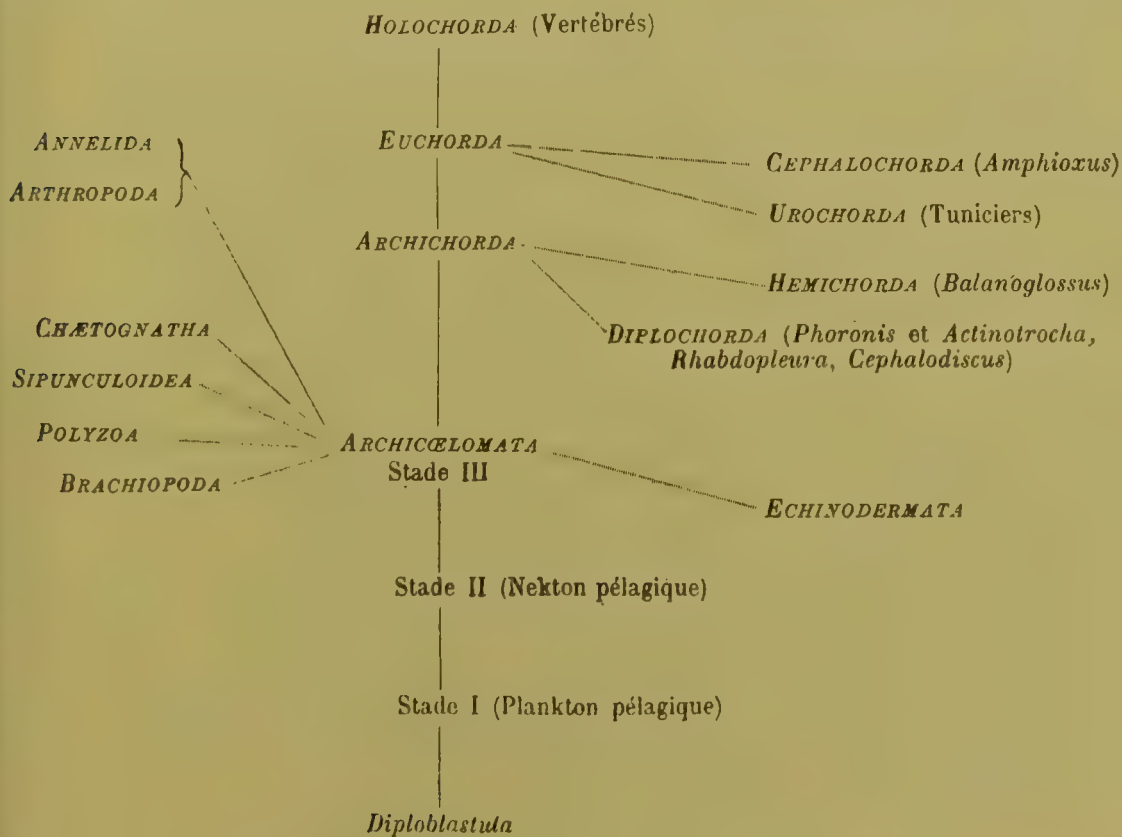 HOLOCHORDA (Vertébrés)
ANNELIDA
ARTHROPODA
EUCHORDA
CEPHALOCHORDA (Amphioxus)
UROCHORDA (Tuniciers)
ARCHICHORDA
HEMICHORDA (Balanoglossus)
DIPLOCHORDA (Phoronis et Actinotrocha,
Rhabdopleura, Cephalodiscus)
CHÆTOGNATHA
SIPUNCULOIDEA
POLYZOA
BRACHIOPODA
ARCHICŒLOMATA
Stade III
ECHINODERMATA
Stade II (Nekton pélagique)
Stade I (Plankton pélagique)
Diploblastula